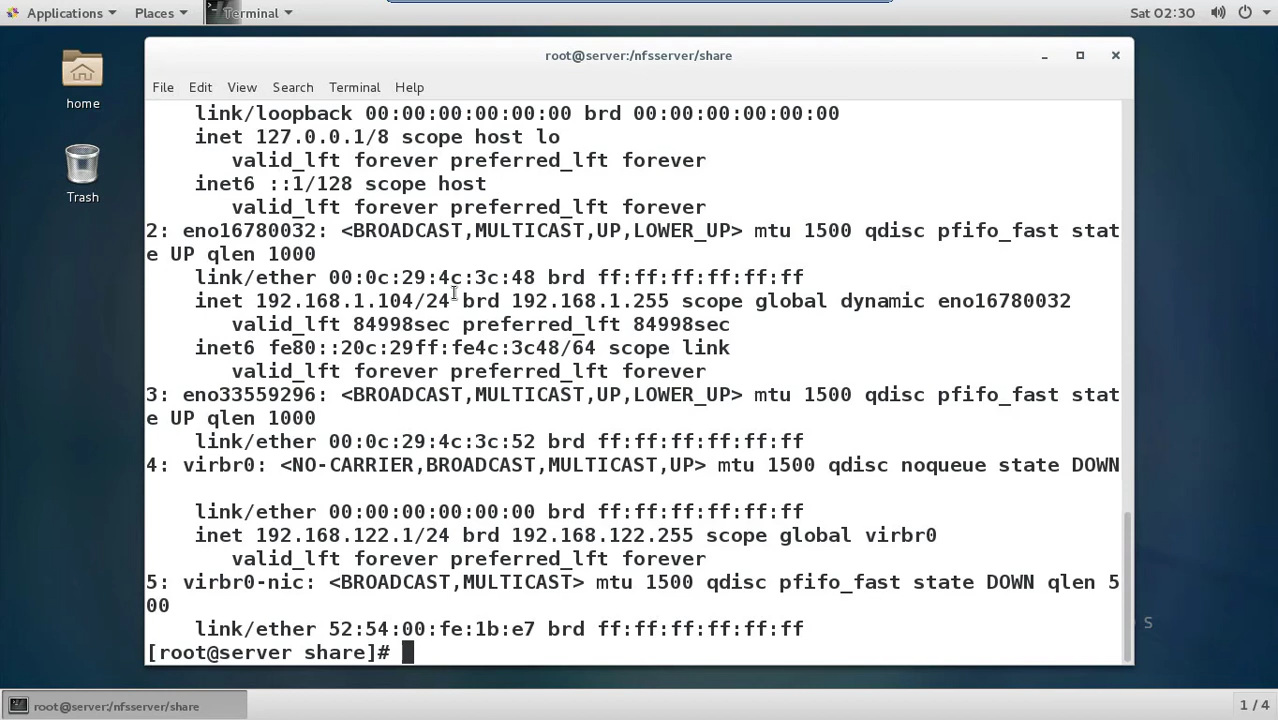 Applications Places Terminal Sat 02:30
root@server:/nfsserver/share
File Edit View Search Terminal Help
home
Trash
link/loopback 00:00:00:00:00:00 brd 00:00:00:00:00:00
inet 127.0.0.1/8 scope host lo
valid_lft forever preferred_lft forever
inet6 ::1/128 scope host
valid_lft forever preferred_lft forever
2: eno16780032: <BROADCAST,MULTICAST,UP,LOWER_UP> mtu 1500 qdisc pfifo_fast stat
e UP qlen 1000
link/ether 00:0c:29:4c:3c:48 brd ff:ff:ff:ff:ff:ff
inet 192.168.1.104/24 brd 192.168.1.255 scope global dynamic eno16780032
valid_lft 84998sec preferred_lft 84998sec
inet6 fe80::20c:29ff:fe4c:3c48/64 scope link
valid_lft forever preferred_lft forever
3: eno33559296: <BROADCAST,MULTICAST,UP,LOWER_UP> mtu 1500 qdisc pfifo_fast stat
e UP qlen 1000
link/ether 00:0c:29:4c:3c:52 brd ff:ff:ff:ff:ff:ff
4: virbr0: <NO-CARRIER,BROADCAST,MULTICAST,UP> mtu 1500 qdisc noqueue state DOWN
link/ether 00:00:00:00:00:00 brd ff:ff:ff:ff:ff:ff
inet 192.168.122.1/24 brd 192.168.122.255 scope global virbr0
valid_lft forever preferred_lft forever
5: virbr0-nic: <BROADCAST,MULTICAST> mtu 1500 qdisc pfifo_fast state DOWN qlen 5
00
link/ether 52:54:00:fe:1b:e7 brd ff:ff:ff:ff:ff:ff
[root@server share]#
root@server:/nfsserver/share 1 / 4